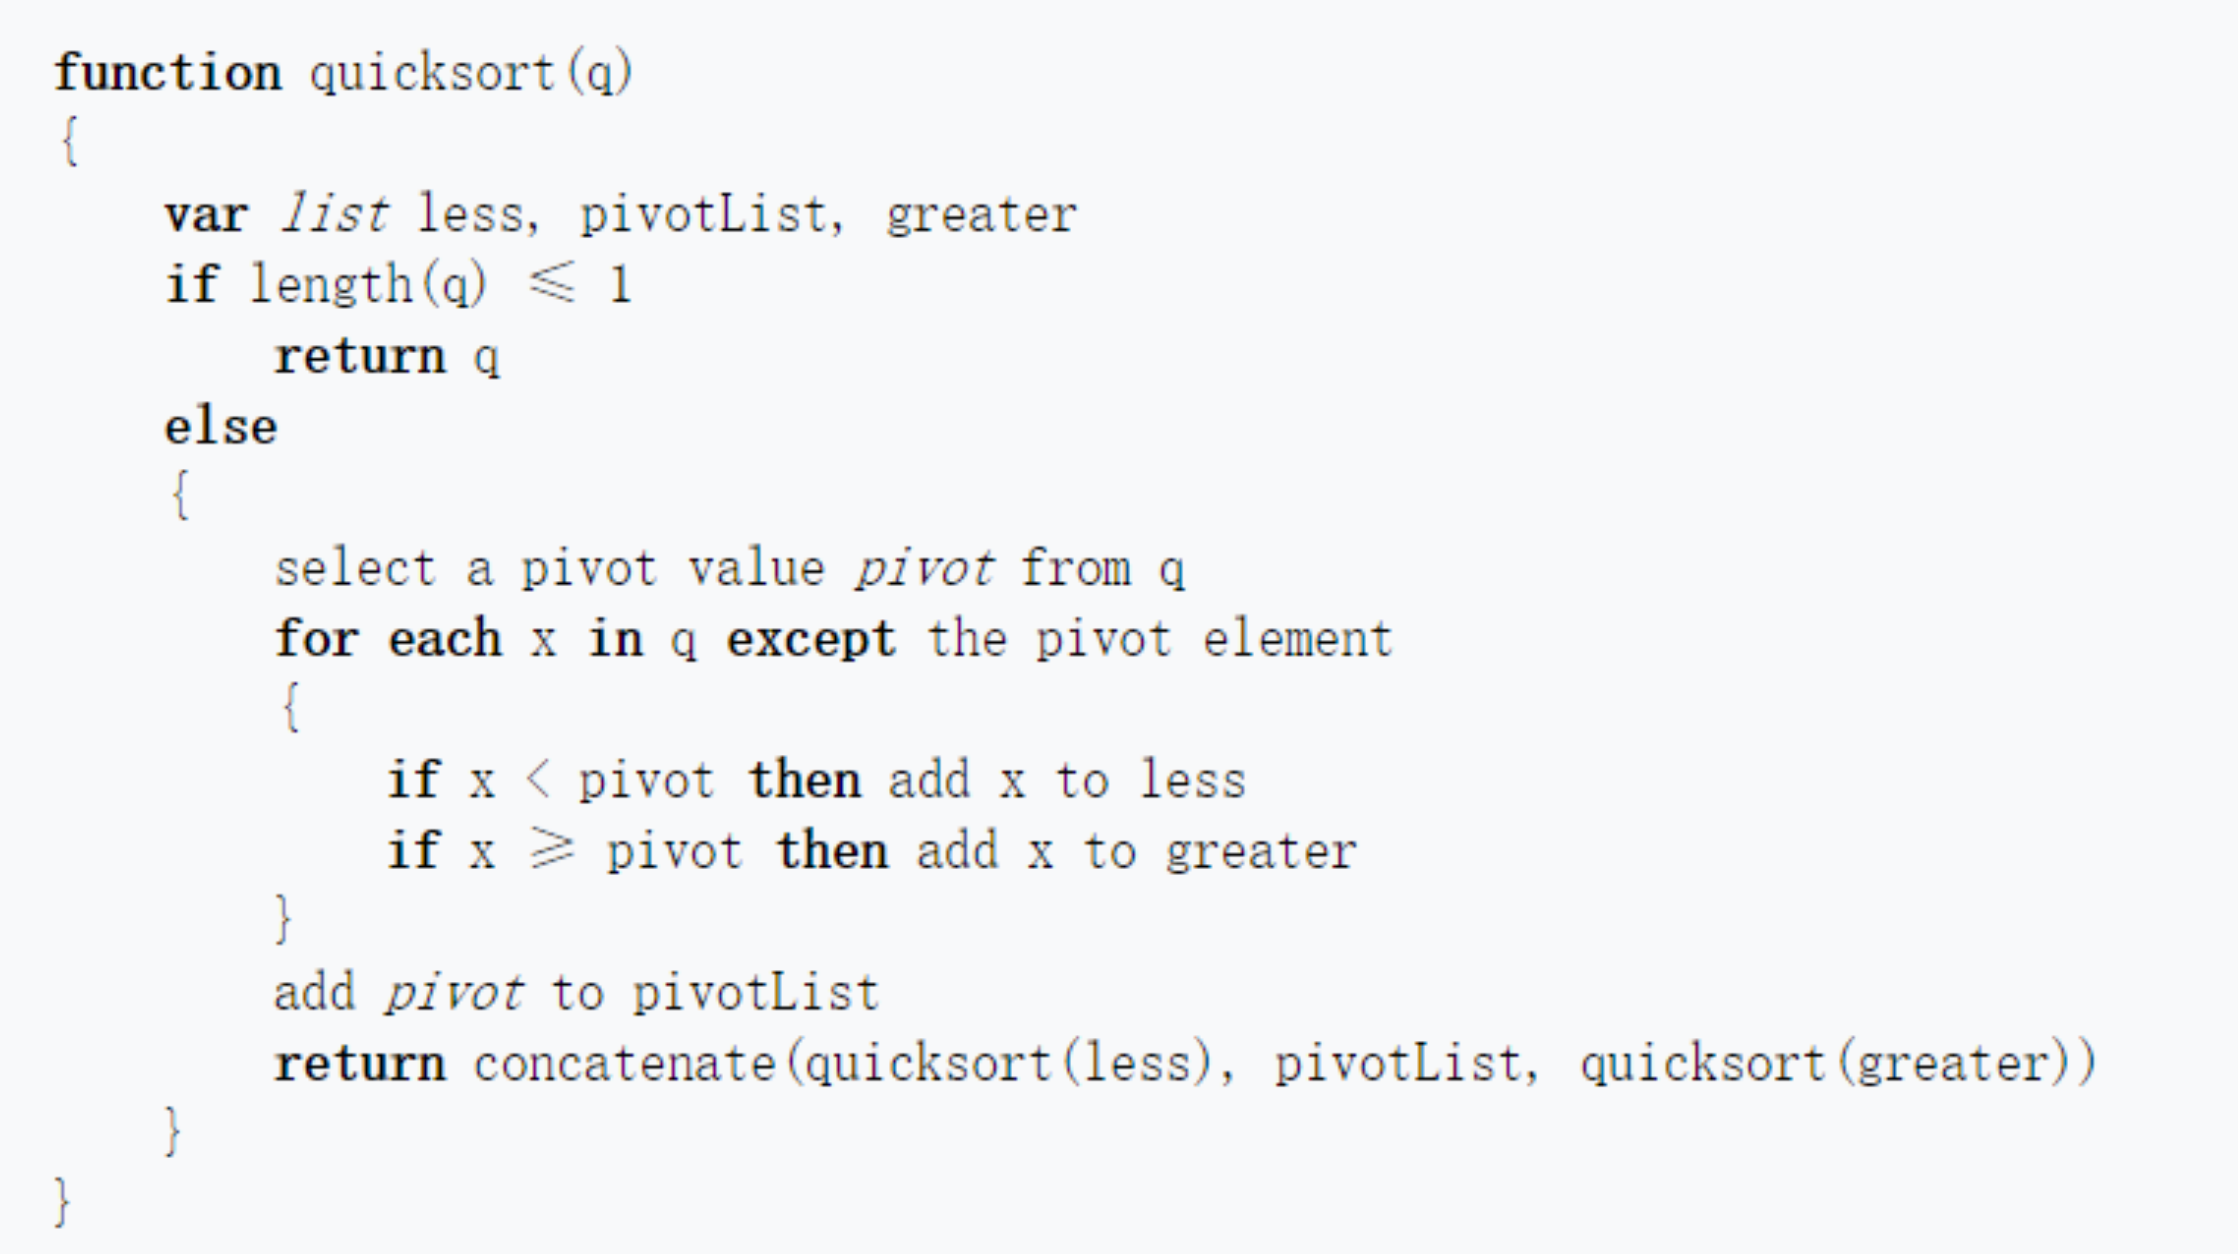 function quicksort(q)
{
    var list less, pivotList, greater
    if length(q) ≤ 1
        return q
    else
    {
        select a pivot value pivot from q
        for each x in q except the pivot element
        {
            if x < pivot then add x to less
            if x ≥ pivot then add x to greater
        }
        add pivot to pivotList
        return concatenate(quicksort(less), pivotList, quicksort(greater))
    }
}